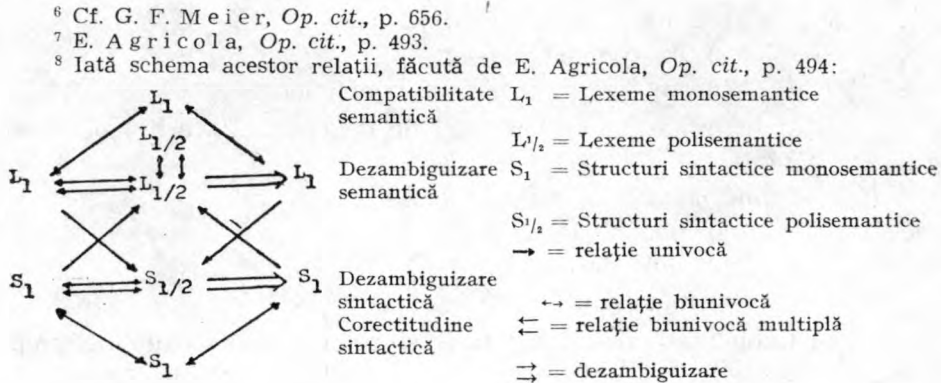 ⁶ Cf. G. F. Meier, Op. cit., p. 656.
⁷ E. Agricola, Op. cit., p. 493.
⁸ Iată schema acestor relații, făcută de E. Agricola, Op. cit., p. 494:
L₁ Compatibilitate L₁ = Lexeme monosemantice
semantică
L₁/₂ L¹/₂ = Lexeme polisemantice
L₁ L₁/₂ L₁ Dezambiguizare S₁ = Structuri sintactice monosemantice
semantică
S¹/₂ = Structuri sintactice polisemantice
→ = relație univocă
S₁ S₁/₂ S₁ Dezambiguizare
sintactică ↔ = relație biunivocă
Corectitudine ⇆ = relație biunivocă multiplă
sintactică
S₁
⇉ = dezambiguizare